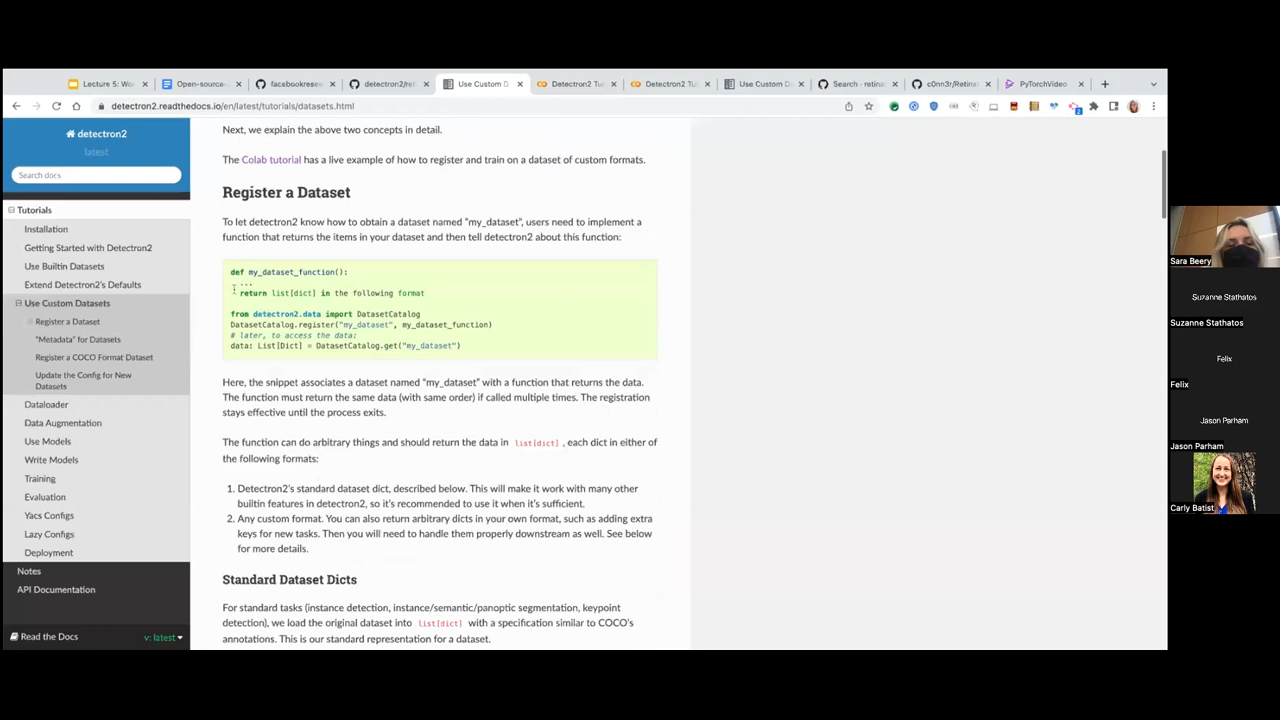 Lecture 5: Wo
Open-source-
facebookresea
detectron2/ret
Use Custom D
Detectron2 Tu
Detectron2 Tu
Use Custom D
Search · retina
c0nn3r/Retina
PyTorchVideo
detectron2.readthedocs.io/en/latest/tutorials/datasets.html
detectron2
latest
Search docs
Tutorials
Installation
Getting Started with Detectron2
Use Builtin Datasets
Extend Detectron2's Defaults
Use Custom Datasets
Register a Dataset
"Metadata" for Datasets
Register a COCO Format Dataset
Update the Config for New
Datasets
Dataloader
Data Augmentation
Use Models
Write Models
Training
Evaluation
Yacs Configs
Lazy Configs
Deployment
Notes
API Documentation
Read the Docs
v: latest
Next, we explain the above two concepts in detail.
The Colab tutorial has a live example of how to register and train on a dataset of custom formats.
Register a Dataset
To let detectron2 know how to obtain a dataset named "my_dataset", users need to implement a
function that returns the items in your dataset and then tell detectron2 about this function:
def my_dataset_function():
...
return list[dict] in the following format
from detectron2.data import DatasetCatalog
DatasetCatalog.register("my_dataset", my_dataset_function)
# later, to access the data:
data: List[Dict] = DatasetCatalog.get("my_dataset")
Here, the snippet associates a dataset named "my_dataset" with a function that returns the data.
The function must return the same data (with same order) if called multiple times. The registration
stays effective until the process exits.
The function can do arbitrary things and should return the data in list[dict], each dict in either of
the following formats:
1. Detectron2's standard dataset dict, described below. This will make it work with many other
builtin features in detectron2, so it's recommended to use it when it's sufficient.
2. Any custom format. You can also return arbitrary dicts in your own format, such as adding extra
keys for new tasks. Then you will need to handle them properly downstream as well. See below
for more details.
Standard Dataset Dicts
For standard tasks (instance detection, instance/semantic/panoptic segmentation, keypoint
detection), we load the original dataset into list[dict] with a specification similar to COCO's
annotations. This is our standard representation for a dataset.
Sara Beery
Suzanne Stathatos
Suzanne Stathatos
Felix
Felix
Jason Parham
Jason Parham
Carly Batist